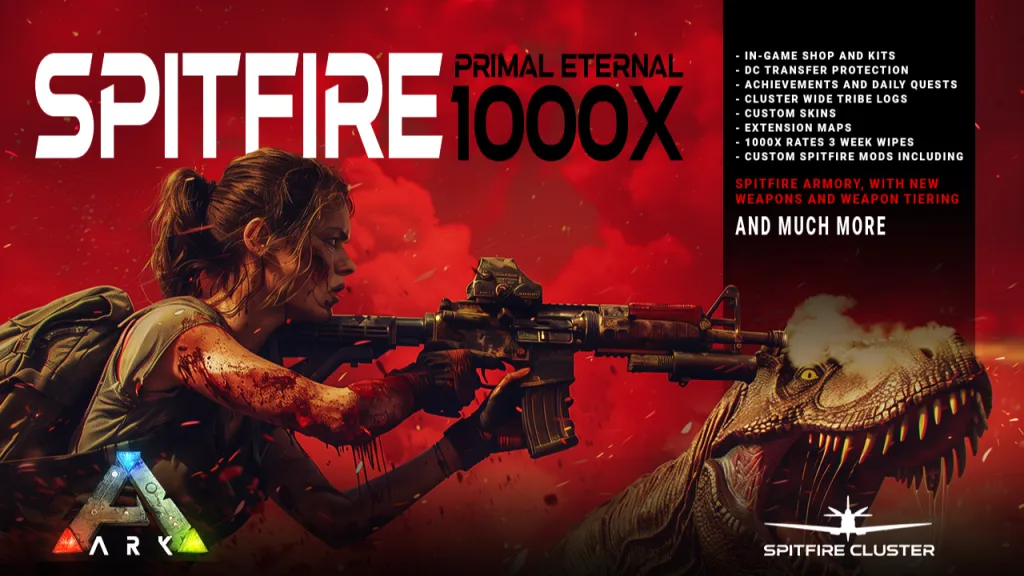 SPITFIRE
PRIMAL ETERNAL
1000X
- IN-GAME SHOP AND KITS
- DC TRANSFER PROTECTION
- ACHIEVEMENTS AND DAILY QUESTS
- CLUSTER WIDE TRIBE LOGS
- CUSTOM SKINS
- EXTENSION MAPS
- 1000X RATES 3 WEEK WIPES
- CUSTOM SPITFIRE MODS INCLUDING
SPITFIRE ARMORY, WITH NEW
WEAPONS AND WEAPON TIERING
AND MUCH MORE
ARK
SPITFIRE CLUSTER